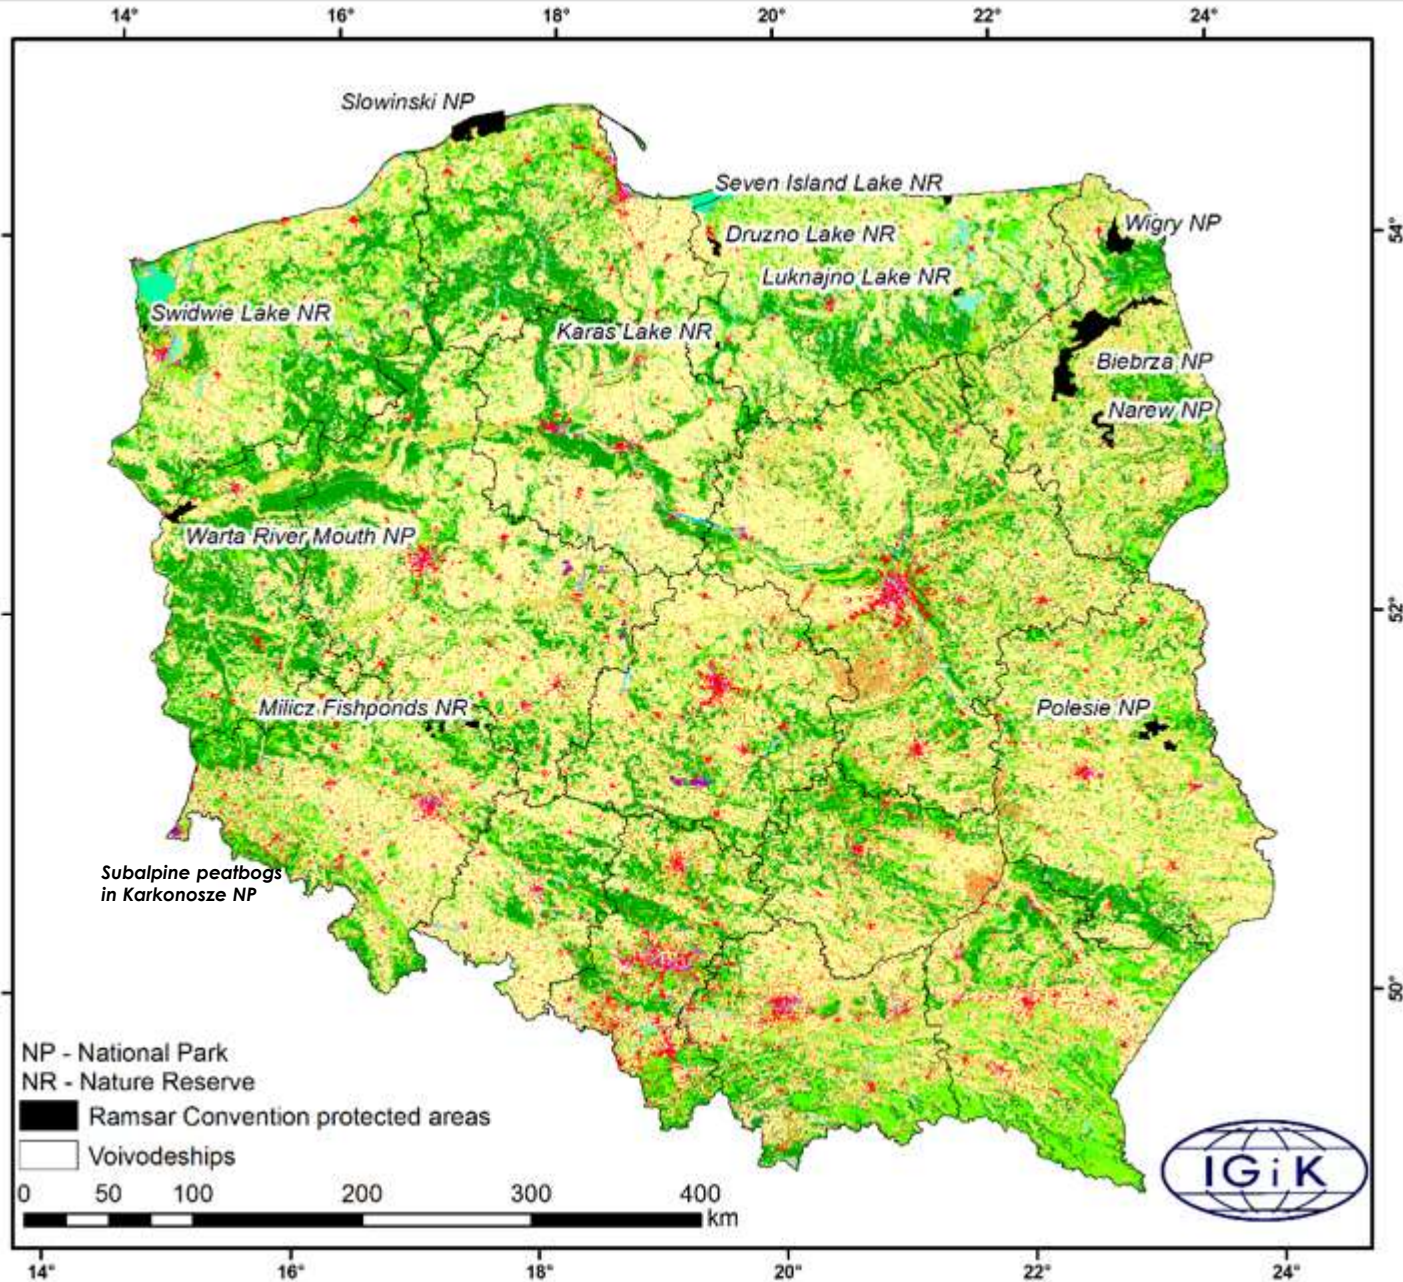 14° 16° 18° 20° 22° 24°
Slowinski NP
Seven Island Lake NR
Wigry NP
Druzno Lake NR
54°
Luknajno Lake NR
Swidwie Lake NR
Karas Lake NR
Biebrza NP
Narew NP
Warta River Mouth NP
52°
Milicz Fishponds NR
Polesie NP
Subalpine peatbogs
in Karkonosze NP
50°
NP - National Park
NR - Nature Reserve
Ramsar Convention protected areas
Voivodeships
0 50 100 200 300 400
km
IGiK
14° 16° 18° 20° 22° 24°